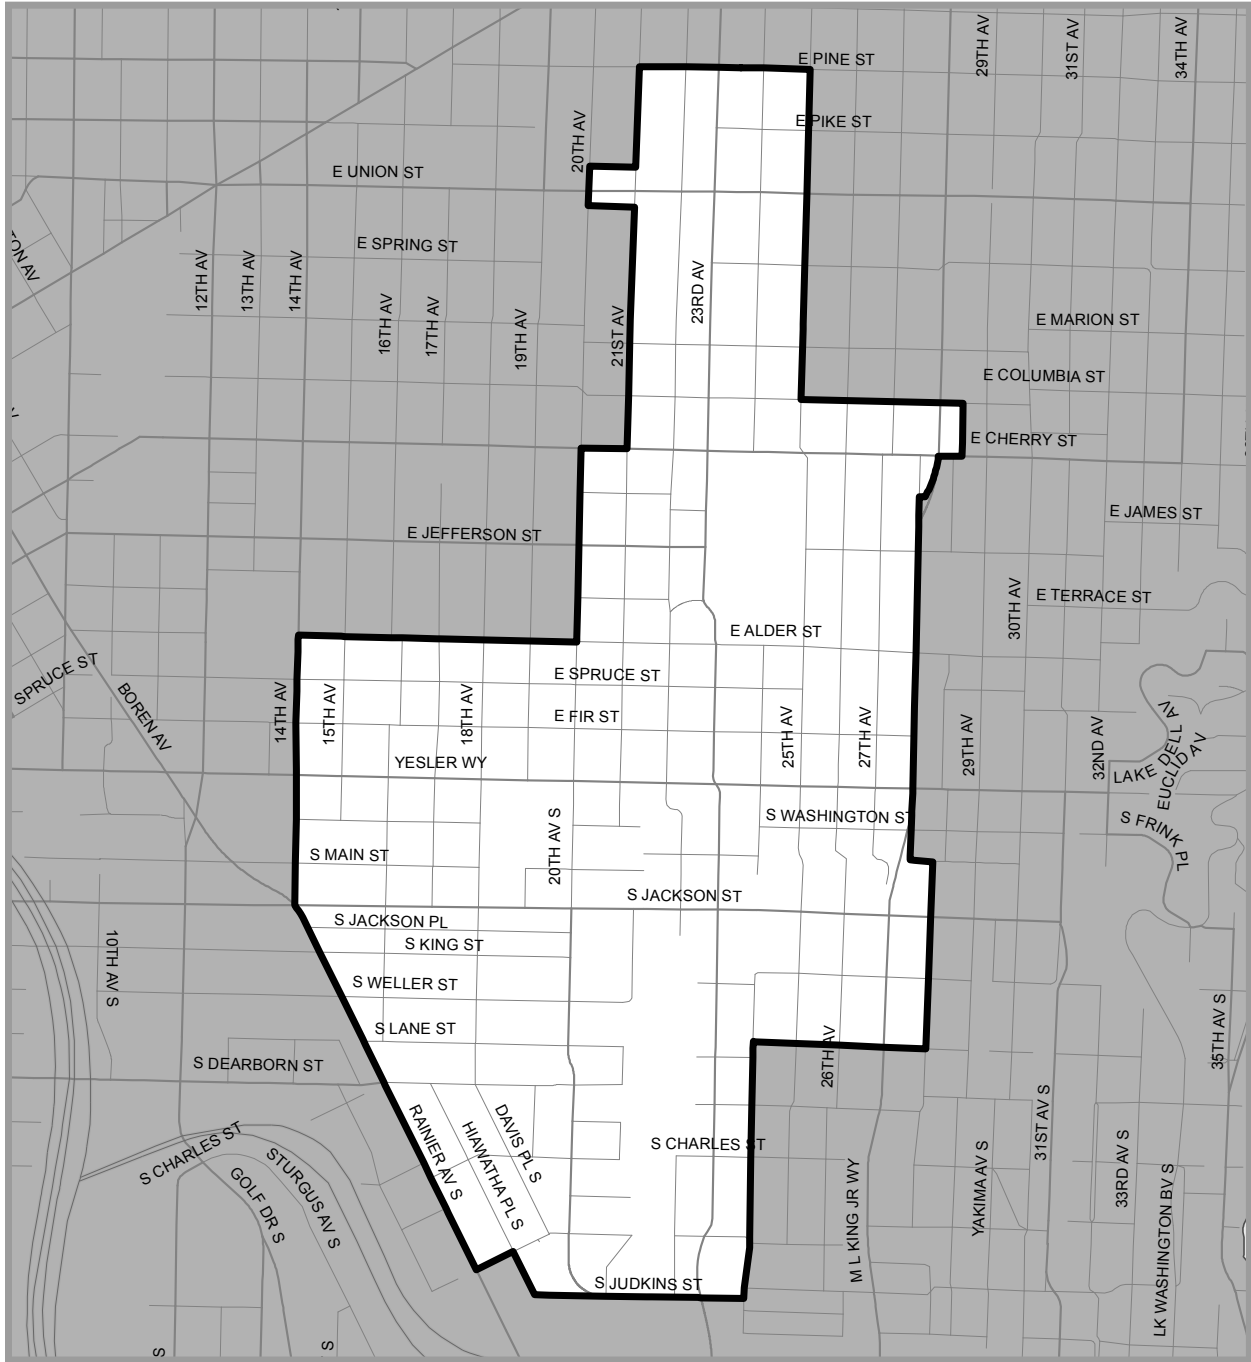 29TH AV
31ST AV
34TH AV
E PINE ST
E PIKE ST
20TH AV
E UNION ST
E SPRING ST
12TH AV
13TH AV
14TH AV
23RD AV
16TH AV
17TH AV
19TH AV
21ST AV
E MARION ST
E COLUMBIA ST
E CHERRY ST
E JAMES ST
E JEFFERSON ST
E TERRACE ST
30TH AV
E ALDER ST
SPRUCE ST
E SPRUCE ST
BOREN AV
14TH AV
15TH AV
18TH AV
E FIR ST
25TH AV
27TH AV
29TH AV
32ND AV
LAKE DELL AV
EUCLID AV
YESLER WY
S WASHINGTON ST
S FRINK PL
20TH AV S
S MAIN ST
S JACKSON ST
S JACKSON PL
S KING ST
10TH AV S
S WELLER ST
S LANE ST
26TH AV
35TH AV S
S DEARBORN ST
RAINIER AV S
HIAWATHA PL S
DAVIS PL S
S CHARLES ST
S CHARLES ST
STURGUS AV S
GOLF DR S
31ST AV S
33RD AV S
YAKIMA AV S
M L KING JR WY
LK WASHINGTON BV S
S JUDKINS ST
S
S